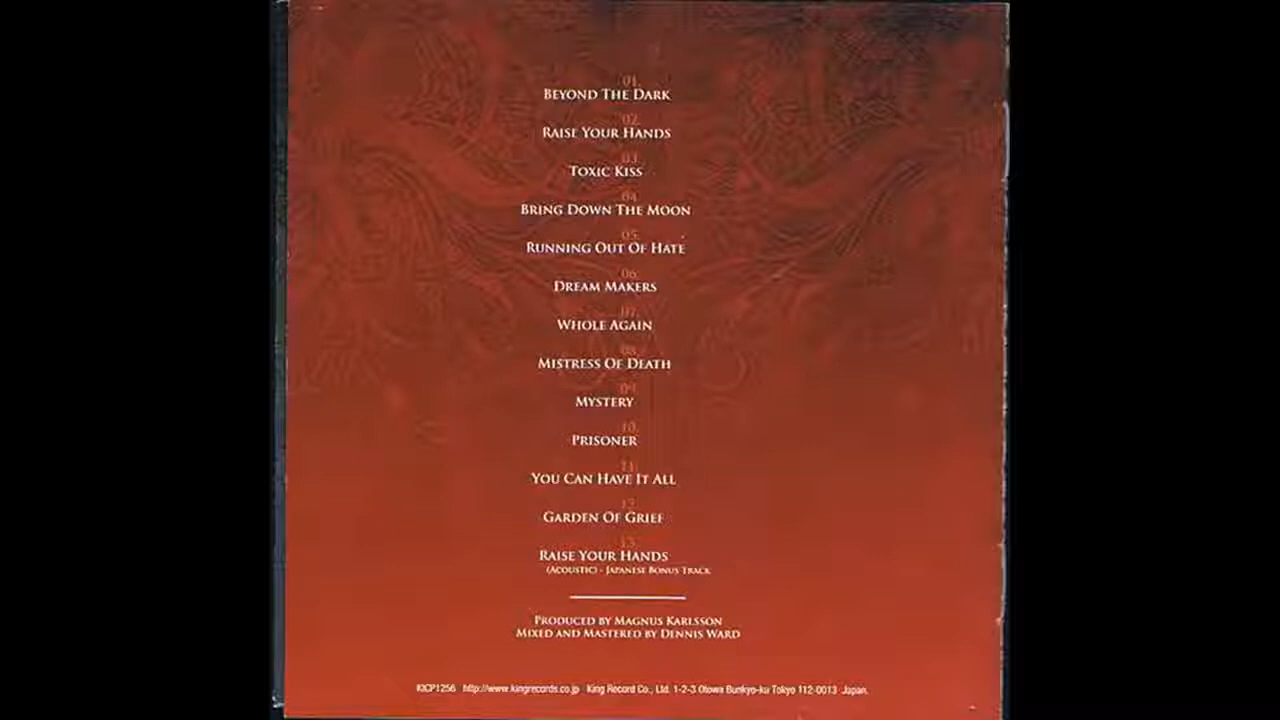 01.
BEYOND THE DARK
02.
RAISE YOUR HANDS
03.
TOXIC KISS
04.
BRING DOWN THE MOON
05.
RUNNING OUT OF HATE
06.
DREAM MAKERS
07.
WHOLE AGAIN
08.
MISTRESS OF DEATH
09.
MYSTERY
10.
PRISONER
11.
YOU CAN HAVE IT ALL
12.
GARDEN OF GRIEF
13.
RAISE YOUR HANDS
(ACOUSTIC) - JAPANESE BONUS TRACK
PRODUCED BY MAGNUS KARLSSON
MIXED AND MASTERED BY DENNIS WARD
KICP1256 http://www.kingrecords.co.jp King Record Co., Ltd. 1-2-3 Otowa Bunkyo-ku Tokyo 112-0013 Japan.